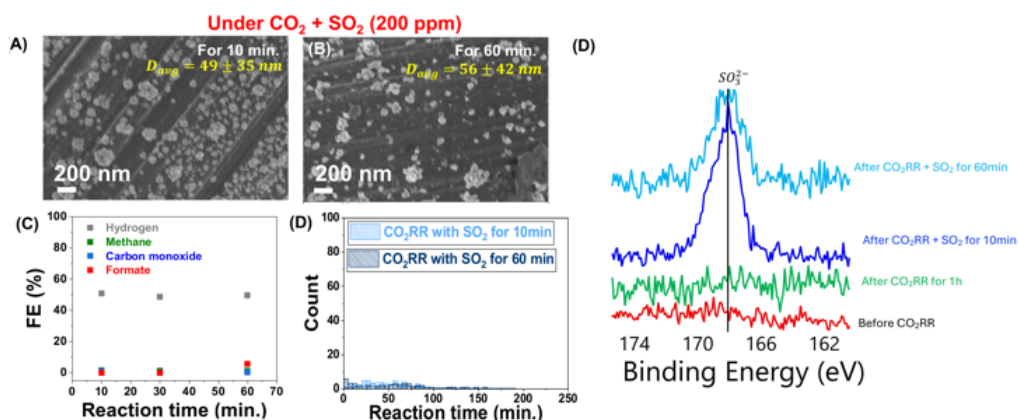 Under CO₂ + SO₂ (200 ppm)
A)
For 10 min.
D_avg = 49 ± 35 nm
200 nm
(B)
For 60 min.
D_avg = 56 ± 42 nm
200 nm
(D)
SO₃²⁻
After CO₂RR + SO₂ for 60min
After CO₂RR + SO₂ for 10min
After CO₂RR for 1h
Before CO₂RR
174 170 166 162
Binding Energy (eV)
(C)
100
80
60
40
20
0
FE (%)
Hydrogen
Methane
Carbon monoxide
Formate
0 10 20 30 40 50 60 70
Reaction time (min.)
(D)
100
80
60
40
20
0
Count
CO₂RR with SO₂ for 10min
CO₂RR with SO₂ for 60 min
0 50 100 150 200 250
Reaction time (min.)